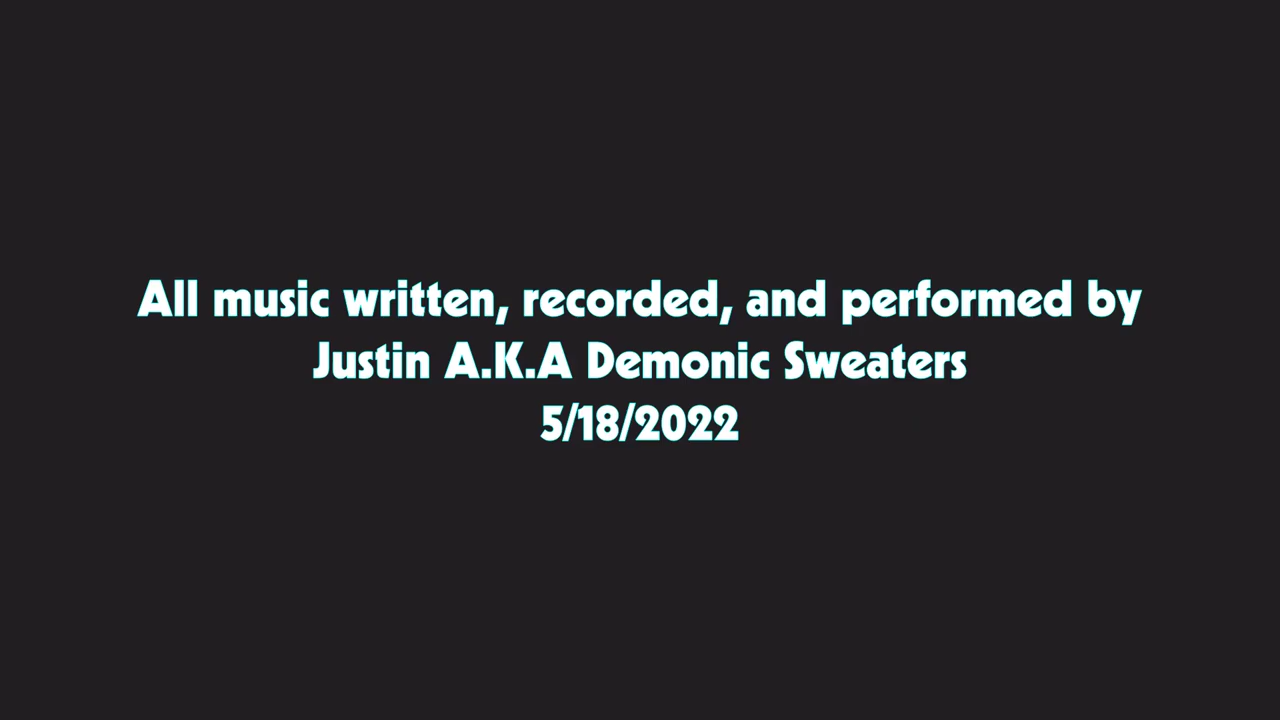 All music written, recorded, and performed by
Justin A.K.A Demonic Sweaters
5/18/2022